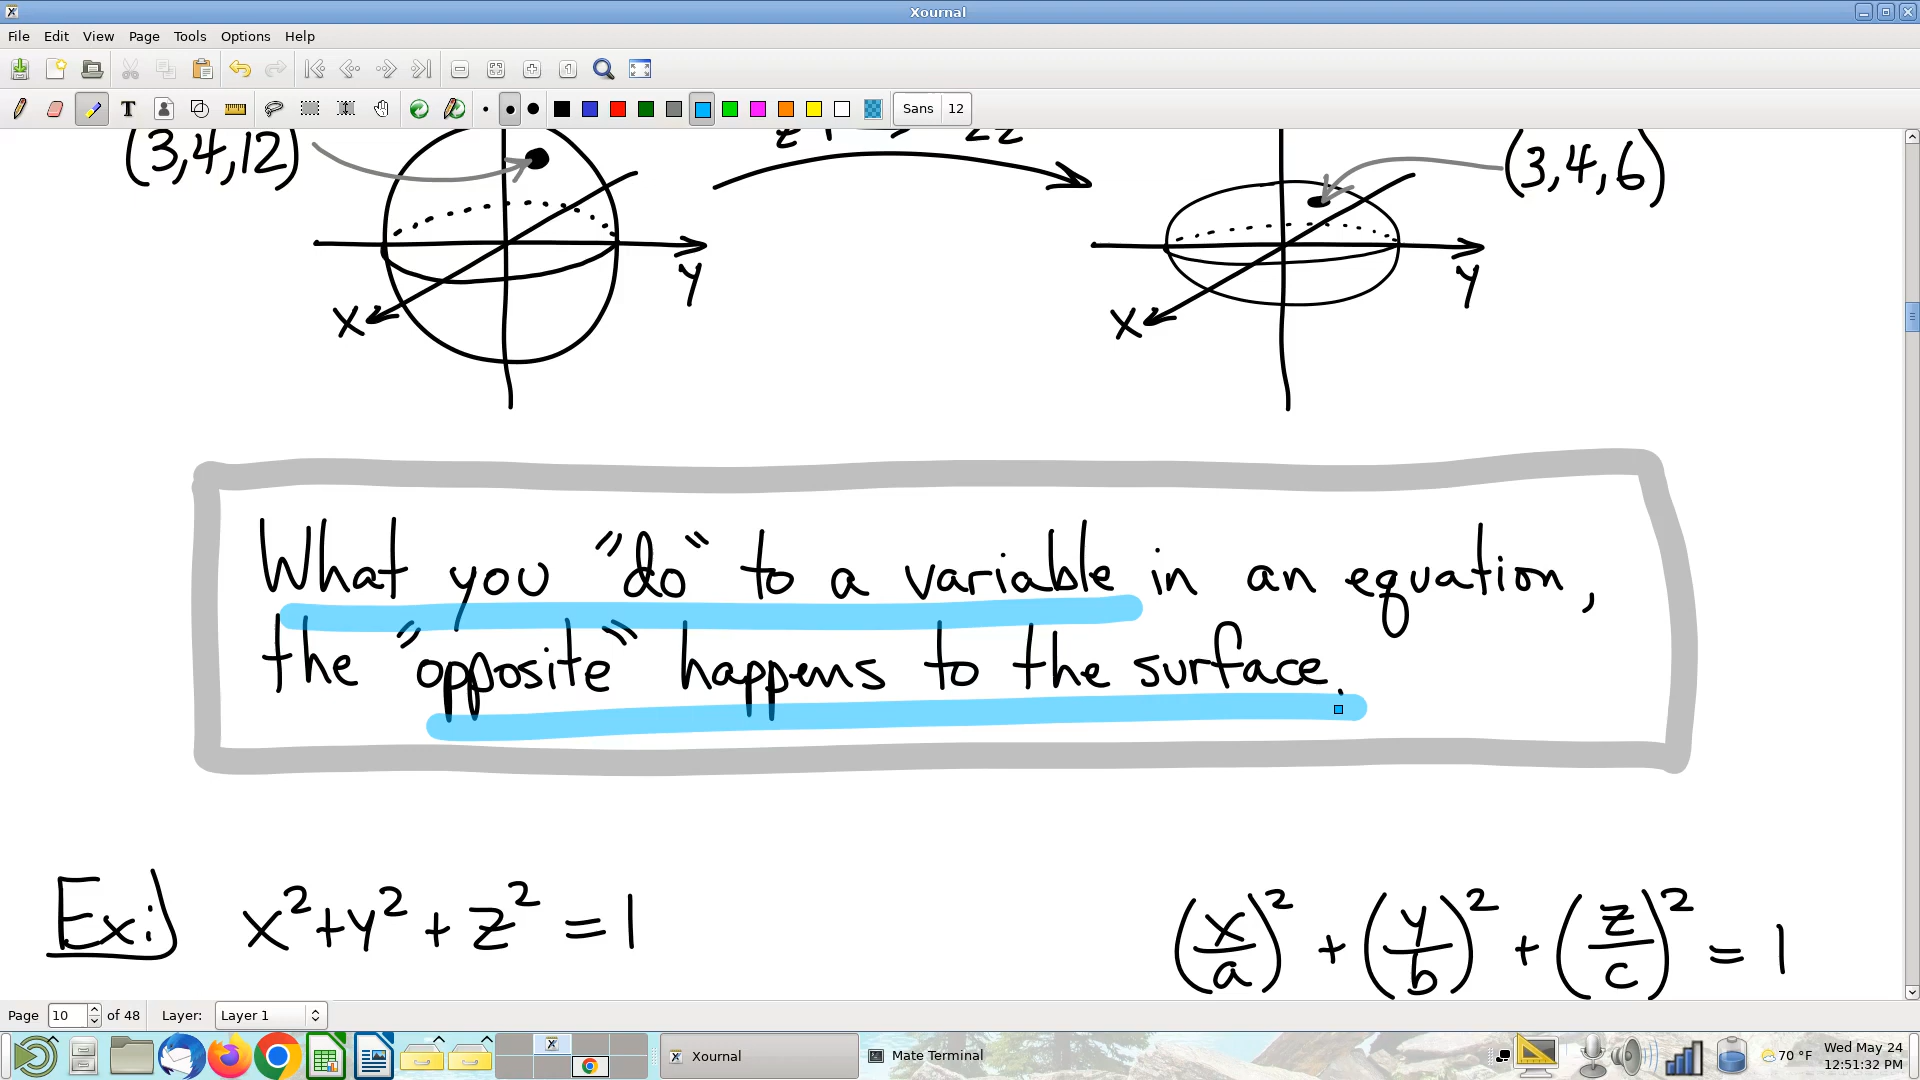 Xournal
File Edit View Page Tools Options Help
Sans 12
(3,4,12)
(3,4,6)
y
y
x
x
What you "do" to a variable in an equation,
the "opposite" happens to the surface.
Ex:) x²+y²+z²=1
(x/a)² + (y/b)² + (z/c)² = 1
Page 10 of 48 Layer: Layer 1
Xournal
Mate Terminal
70 °F
Wed May 24
12:51:32 PM